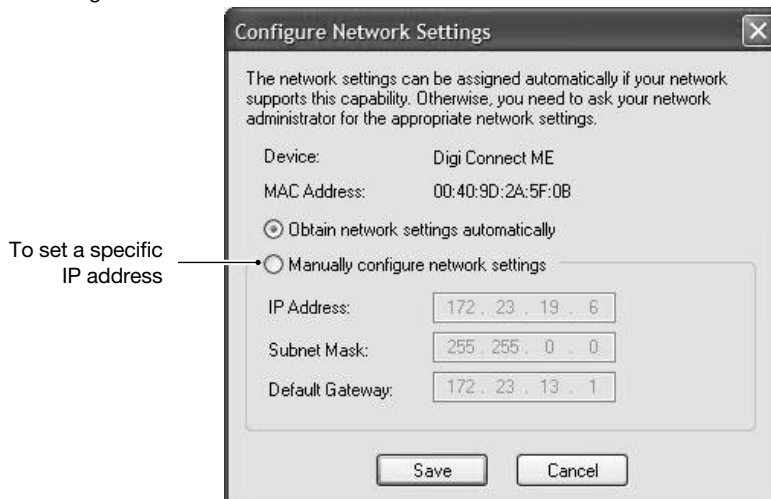 Configure Network Settings
The network settings can be assigned automatically if your network
supports this capability. Otherwise, you need to ask your network
administrator for the appropriate network settings.
Device: Digi Connect ME
MAC Address: 00:40:9D:2A:5F:0B
Obtain network settings automatically
To set a specific
IP address
Manually configure network settings
IP Address: 172 . 23 . 19 . 6
Subnet Mask: 255 . 255 . 0 . 0
Default Gateway: 172 . 23 . 13 . 1
Save Cancel